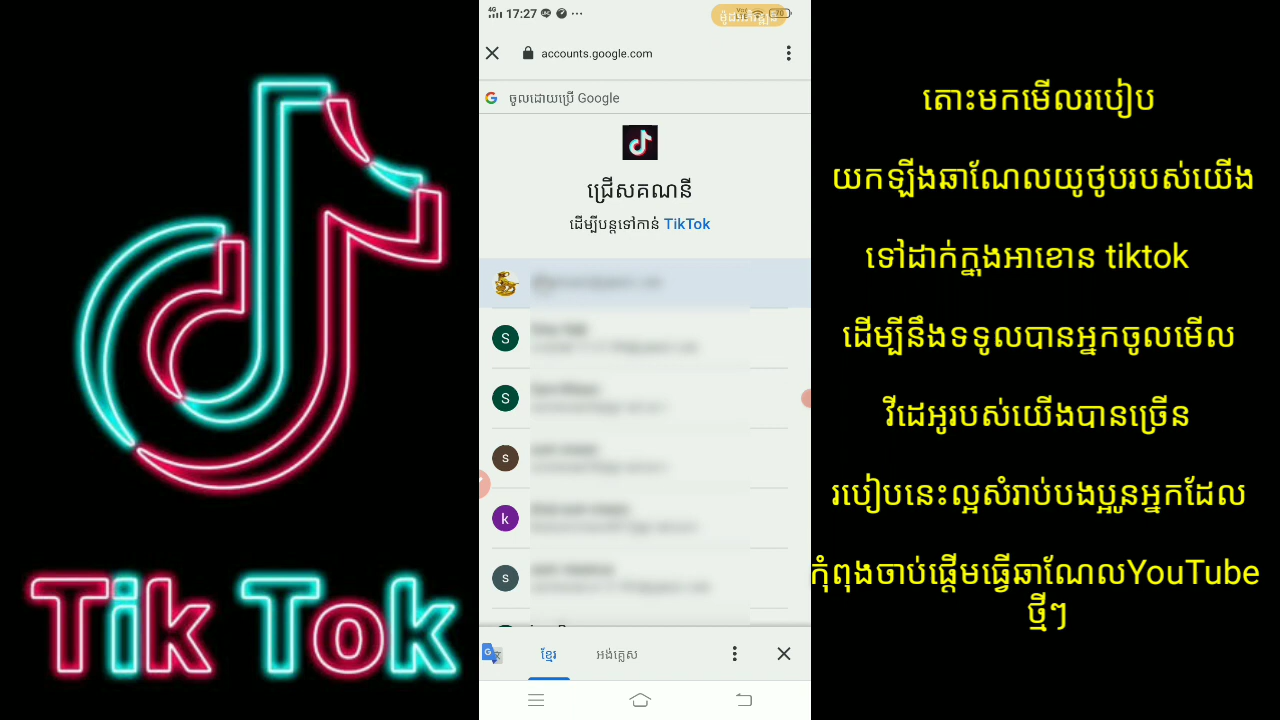 Tik Tok
4G 17:27
accounts.google.com
ចូលដោយប្រើ Google
ជ្រើសគណនី
ដើម្បីបន្តទៅកាន់ TikTok
S
S
s
k
s
ខ្មែរ
អង់គ្លេស
តោះមកមើលរបៀប
យកឡីងឆាណែលយូថូបរបស់យើង
ទៅដាក់ក្នុងអាខោន tiktok
ដើម្បីនឹងទទូលបានអ្នកចូលមើល
វីដេអូរបស់យើងបានច្រើន
របៀបនេះល្អសំរាប់បងប្អូនអ្នកដែល
កុំពុងចាប់ផ្តើមធ្វើឆាណែលYouTube
ថ្មីៗ